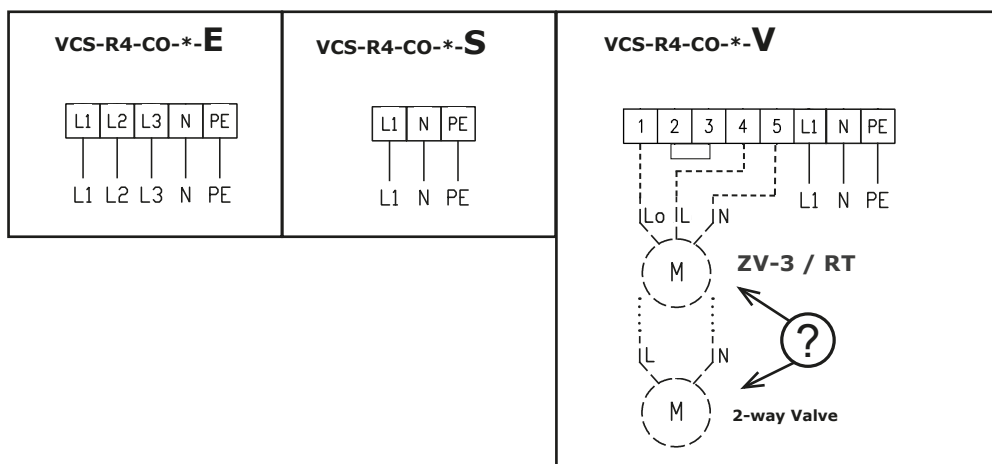 VCS-R4-CO-*-E
L1 L2 L3 N PE
L1 L2 L3 N PE
VCS-R4-CO-*-S
L1 N PE
L1 N PE
VCS-R4-CO-*-V
1 2 3 4 5 L1 N PE
L1 N PE
Lo L N
M
ZV-3 / RT
?
L N
M
2-way Valve